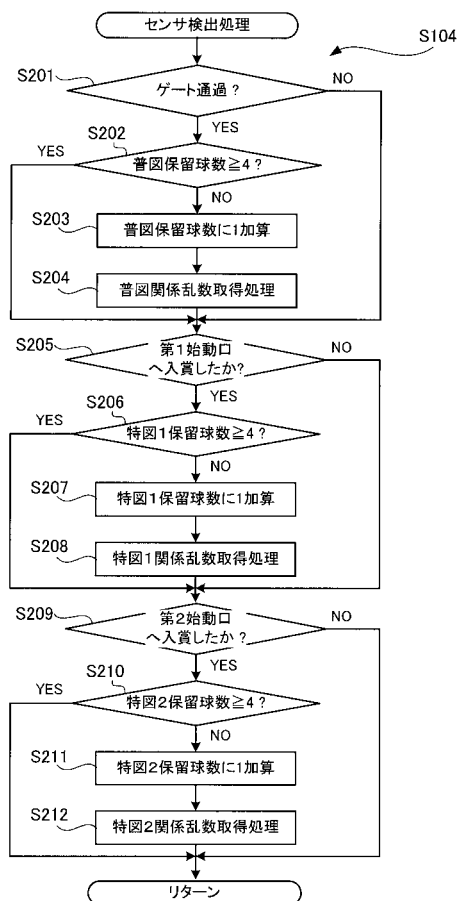 センサ検出処理
S104
S201
ゲート通過?
NO
YES
S202
YES
普図保留球数≧4?
NO
S203
普図保留球数に1加算
S204
普図関係乱数取得処理
S205
第1始動口
へ入賞したか?
NO
YES
S206
YES
特図1保留球数≧4?
NO
S207
特図1保留球数に1加算
S208
特図1関係乱数取得処理
S209
第2始動口
へ入賞したか?
NO
YES
S210
YES
特図2保留球数≧4?
NO
S211
特図2保留球数に1加算
S212
特図2関係乱数取得処理
リターン